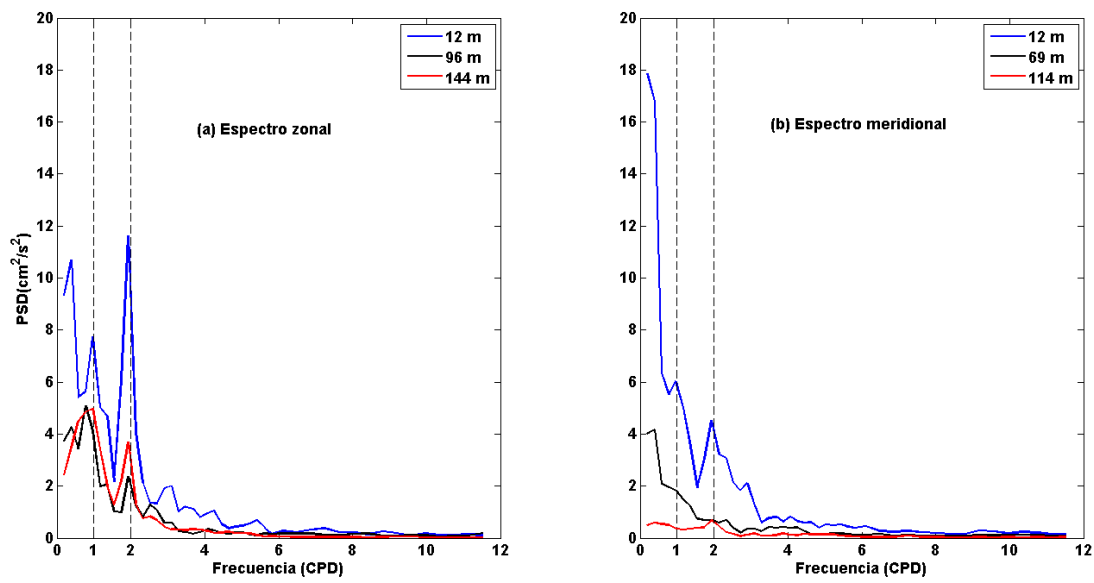 20
18
16
14
12
10
8
6
4
2
0
PSD(cm²/s²)
12 m
96 m
144 m
(a) Espectro zonal
0 1 2 4 6 8 10 12
Frecuencia (CPD)
20
18
16
14
12
10
8
6
4
2
0
12 m
69 m
114 m
(b) Espectro meridional
0 1 2 4 6 8 10 12
Frecuencia (CPD)